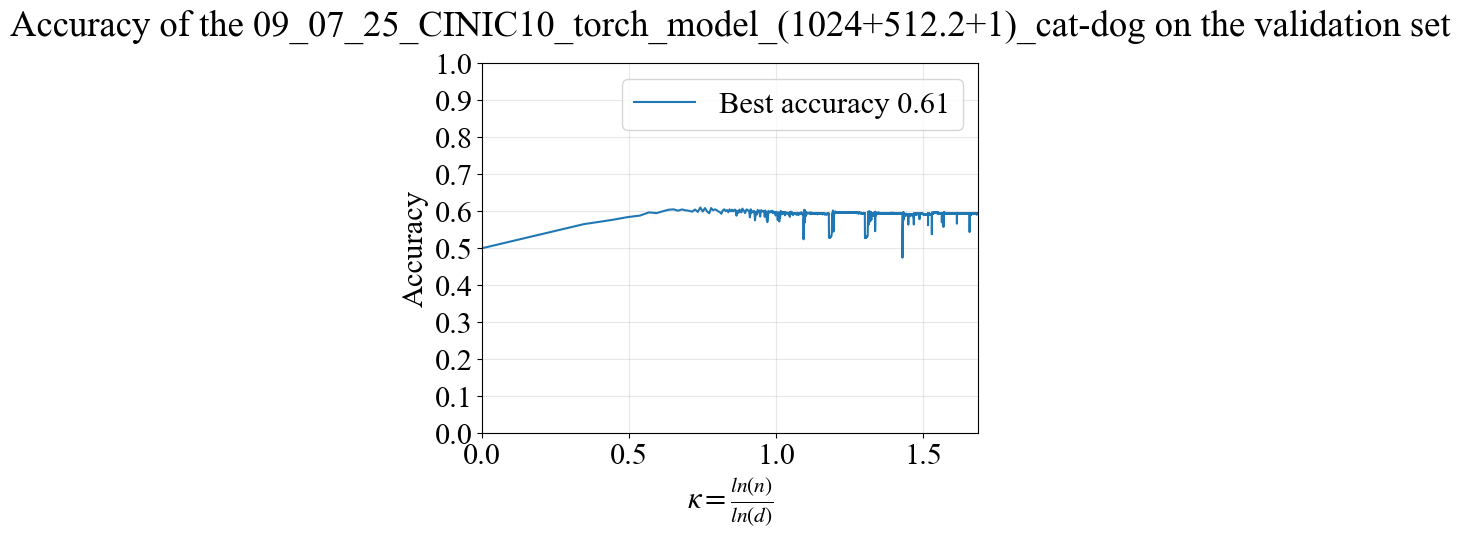 Accuracy of the 09_07_25_CINIC10_torch_model_(1024+512.2+1)_cat-dog on the validation set
1.0
Best accuracy 0.61
0.9
0.8
0.7
0.6
0.5
0.4
0.3
0.2
0.1
0.0
Accuracy
0.0 0.5 1.0 1.5
κ = ln(n) / ln(d)